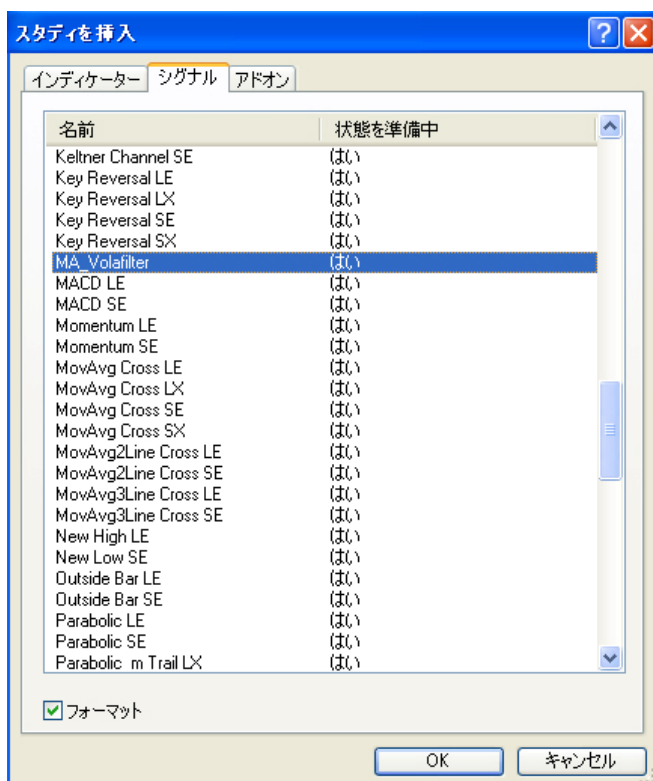 スタディを挿入
インディケーター シグナル アドオン
名前 状態を準備中
Keltner Channel SE はい
Key Reversal LE はい
Key Reversal LX はい
Key Reversal SE はい
Key Reversal SX はい
MA_Volafilter はい
MACD LE はい
MACD SE はい
Momentum LE はい
Momentum SE はい
MovAvg Cross LE はい
MovAvg Cross LX はい
MovAvg Cross SE はい
MovAvg Cross SX はい
MovAvg2Line Cross LE はい
MovAvg2Line Cross SE はい
MovAvg3Line Cross LE はい
MovAvg3Line Cross SE はい
New High LE はい
New Low SE はい
Outside Bar LE はい
Outside Bar SE はい
Parabolic LE はい
Parabolic SE はい
Parabolic m Trail LX はい
フォーマット
OK キャンセル